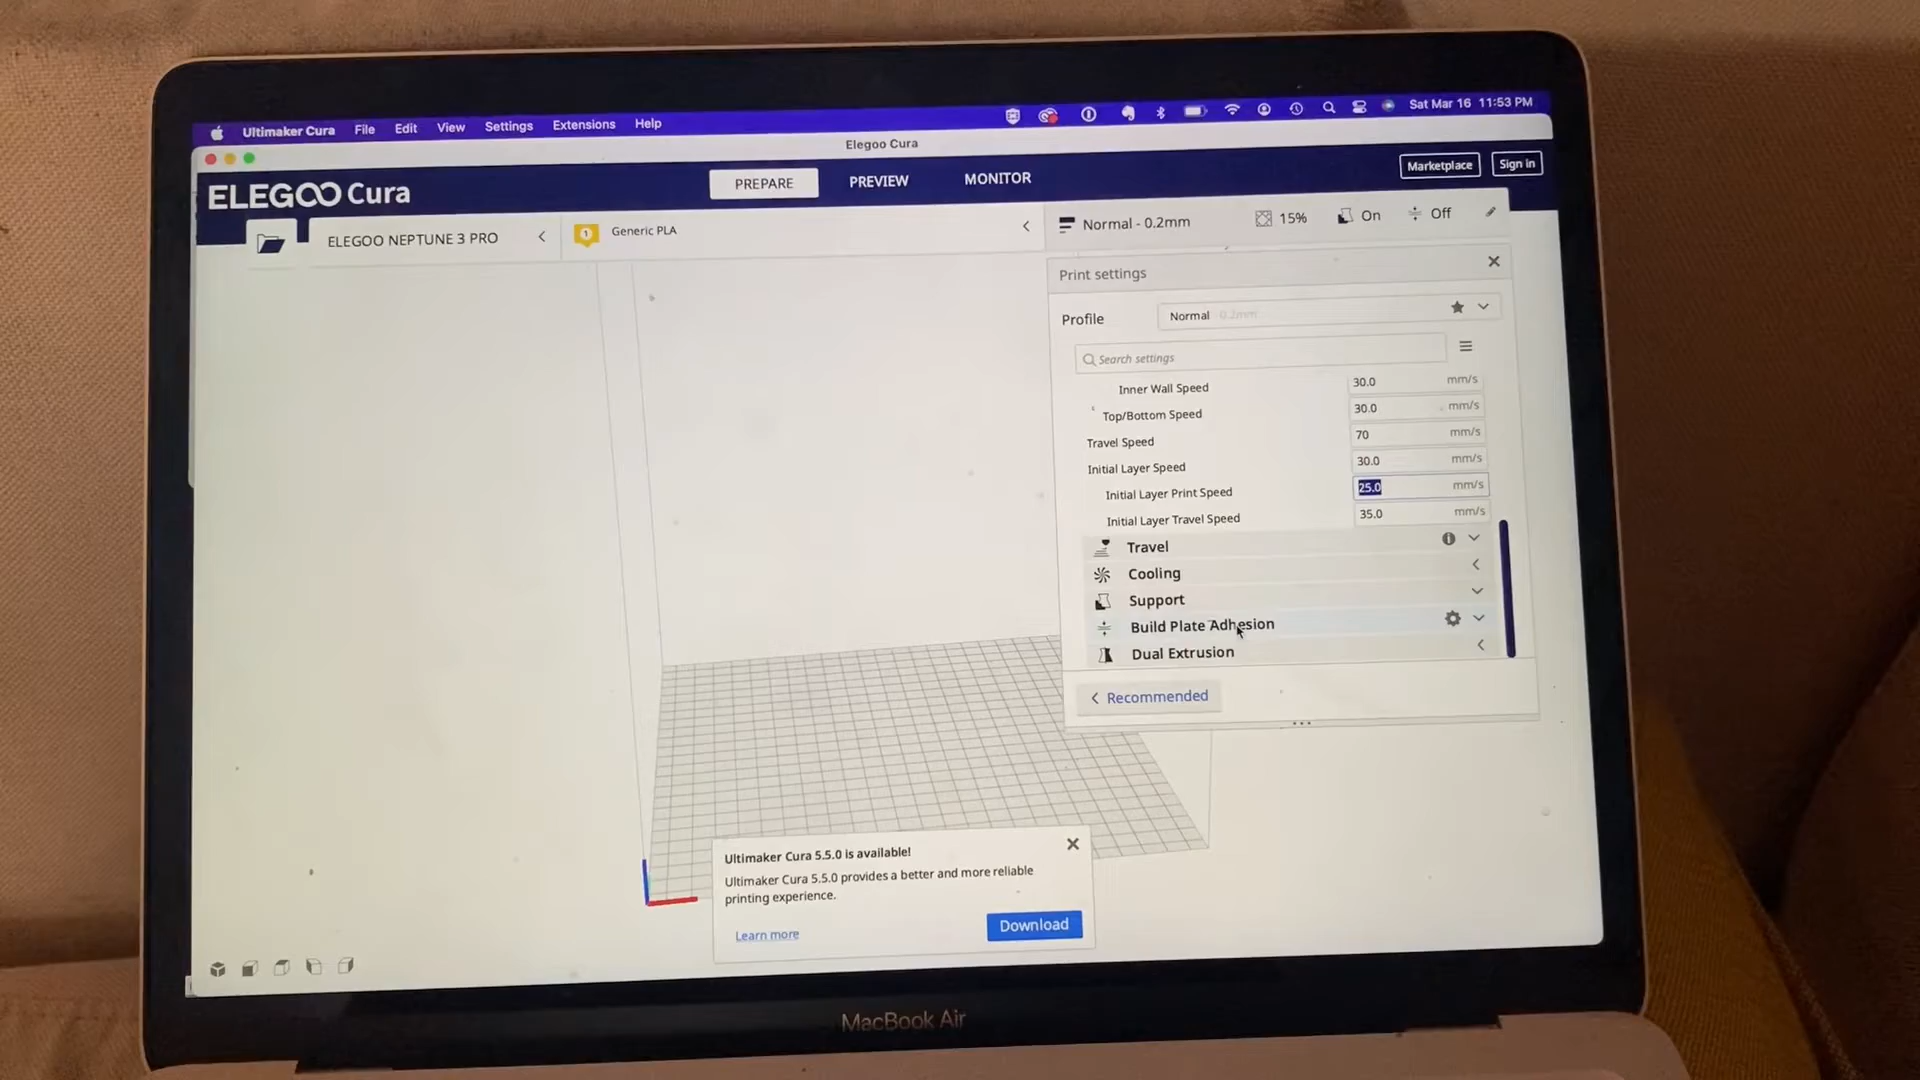 Ultimaker Cura File Edit View Settings Extensions Help Sat Mar 16 11:53 PM
Elegoo Cura
ELEGOO Cura PREPARE PREVIEW MONITOR Marketplace Sign in
ELEGOO NEPTUNE 3 PRO 1 Generic PLA Normal - 0.2mm 15% On Off
Print settings
Profile Normal 0.2mm
Search settings
Inner Wall Speed 30.0 mm/s
Top/Bottom Speed 30.0 mm/s
Travel Speed 70 mm/s
Initial Layer Speed 30.0 mm/s
Initial Layer Print Speed 25.0 mm/s
Initial Layer Travel Speed 35.0 mm/s
Travel
Cooling
Support
Build Plate Adhesion
Dual Extrusion
Recommended
Ultimaker Cura 5.5.0 is available!
Ultimaker Cura 5.5.0 provides a better and more reliable
printing experience.
Learn more Download
MacBook Air